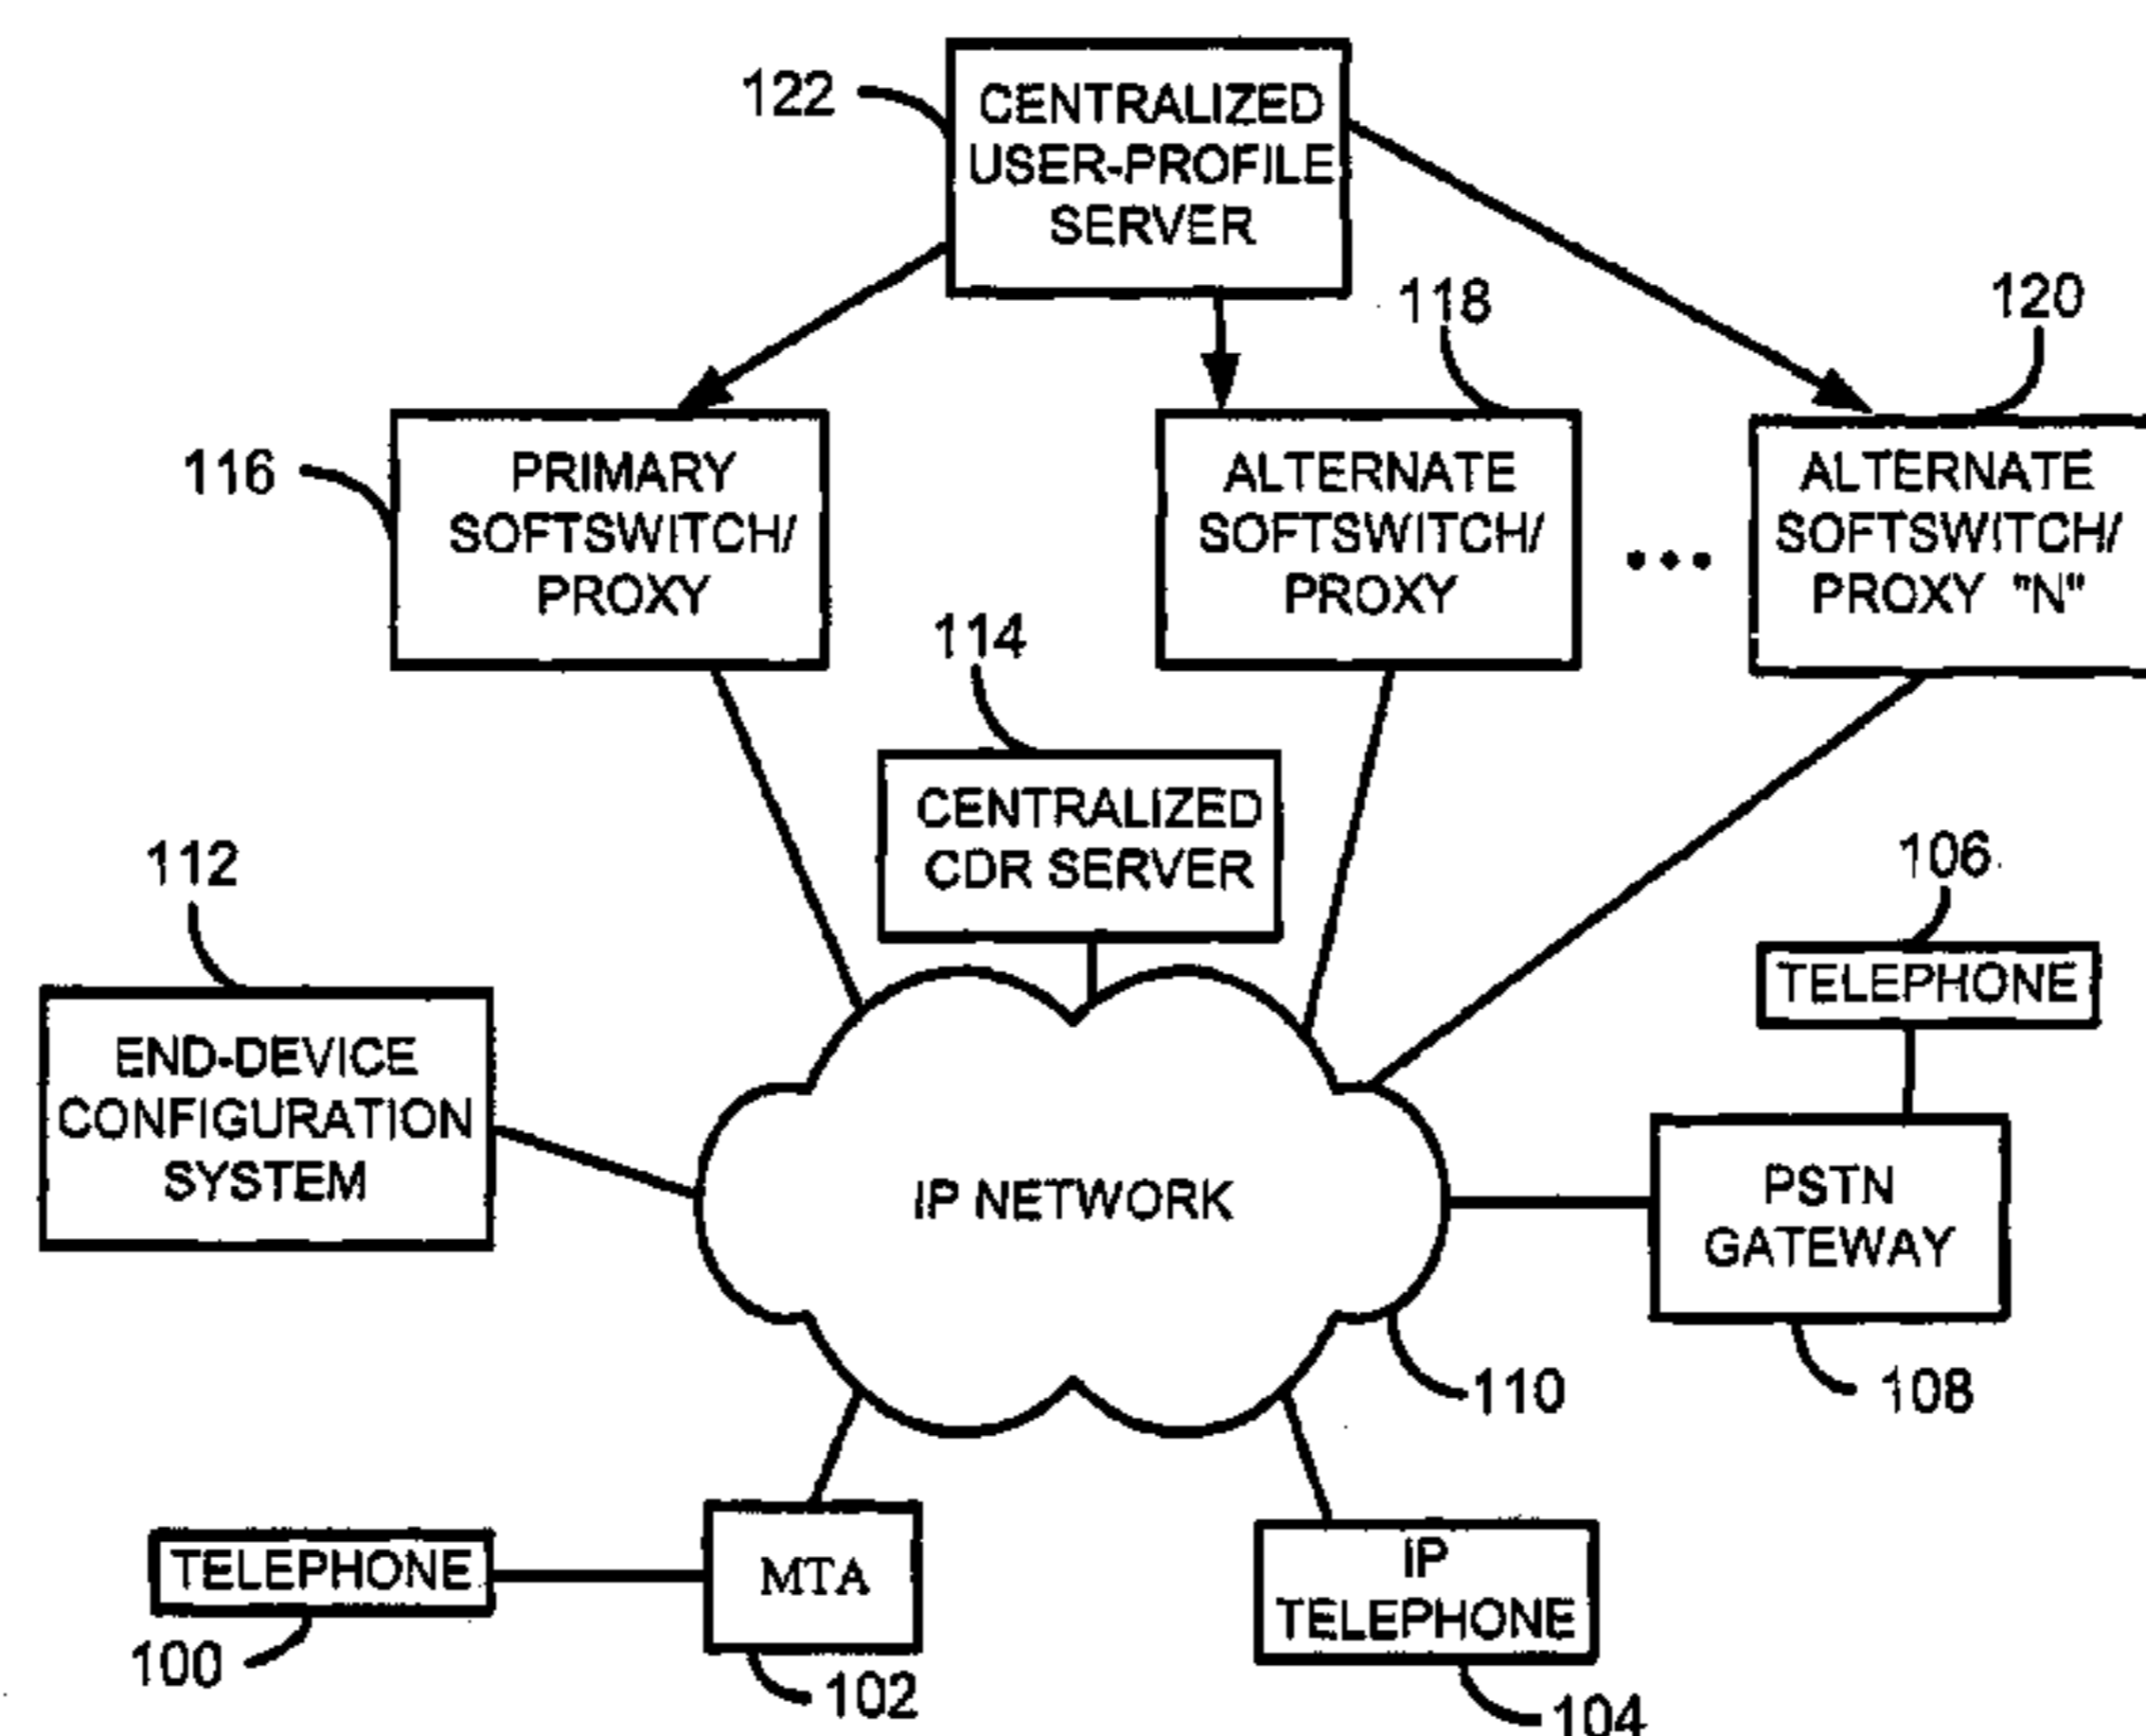 122
CENTRALIZED
USER-PROFILE
SERVER
118
120
116
PRIMARY
SOFTSWITCH/
PROXY
ALTERNATE
SOFTSWITCH/
PROXY
•••
ALTERNATE
SOFTSWITCH/
PROXY "N"
114
CENTRALIZED
CDR SERVER
112
106
TELEPHONE
END-DEVICE
CONFIGURATION
SYSTEM
IP NETWORK
PSTN
GATEWAY
110
108
TELEPHONE
100
MTA
102
IP
TELEPHONE
104